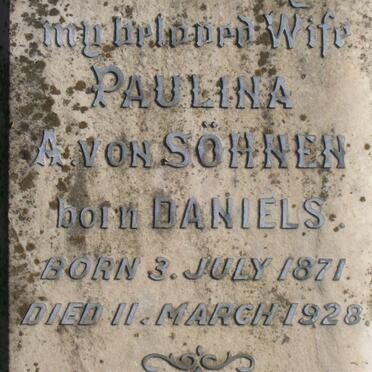 my beloved Wife
PAULINA
A. VON SÖHNEN
born DANIELS
BORN 3. JULY 1871
DIED 11. MARCH 1928